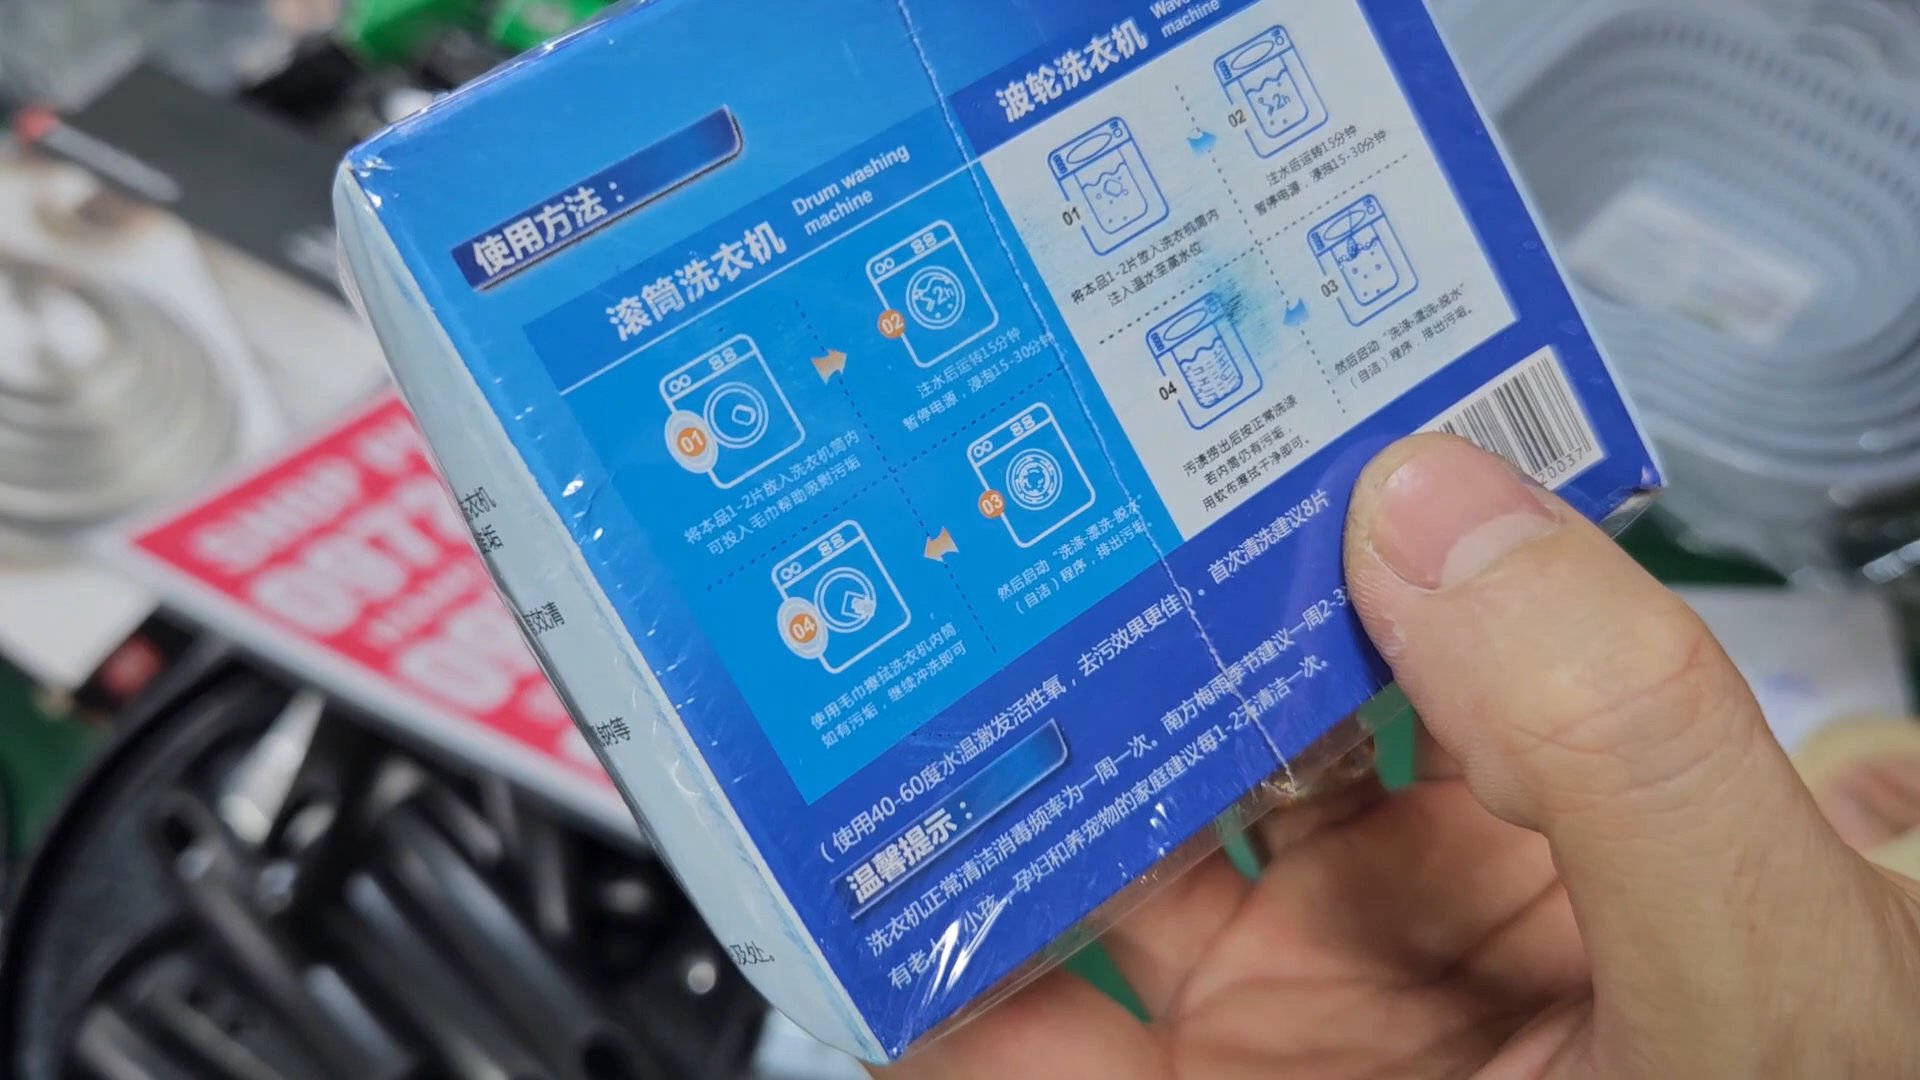 使用方法：
滚筒洗衣机
Drum washing
machine
01
将本品1-2片放入洗衣机筒内
可投入毛巾帮助吸附污垢
02
注水后运转15分钟
暂停电源，浸泡15-30分钟
03
然后启动“洗涤-漂洗-脱水”
（自洁）程序，排出污垢。
04
使用毛巾擦拭洗衣机内筒
如有污垢，继续冲洗即可
波轮洗衣机
machine
01
将本品1-2片放入洗衣机筒内
注入温水至高水位
02
注水后运转15分钟
暂停电源，浸泡15-30分钟
03
然后启动“洗涤-漂洗-脱水”
（自洁）程序，排出污垢。
04
污渍捞出后按正常洗涤
若内筒仍有污垢，
用软布擦拭干净即可。
（使用40-60度水温激发活性氧，去污效果更佳）。首次清洗建议8片
温馨提示：
洗衣机正常清洁消毒频率为一周一次。南方梅雨季节建议一周2-3
有老人，小孩，孕妇和养宠物的家庭建议每1-2天清洁一次。
20037